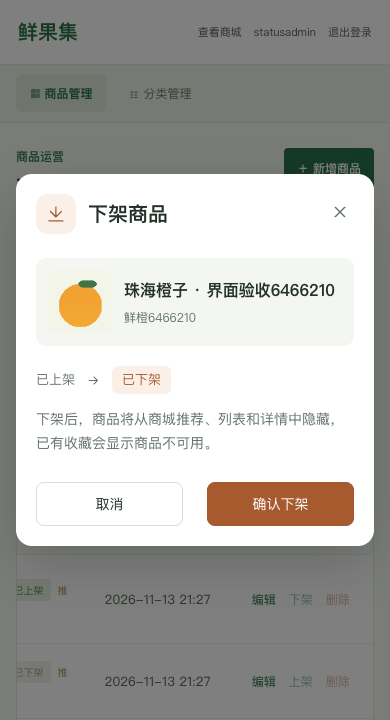 鲜果集
查看商城 statusadmin 退出登录
商品管理 分类管理
商品运营
+ 新增商品
下架商品
珠海橙子 · 界面验收6466210
鲜橙6466210
已上架 → 已下架
下架后，商品将从商城推荐、列表和详情中隐藏，
已有收藏会显示商品不可用。
取消 确认下架
已上架 推 2026-11-13 21:27 编辑 下架 删除
已下架 推 2026-11-13 21:27 编辑 上架 删除